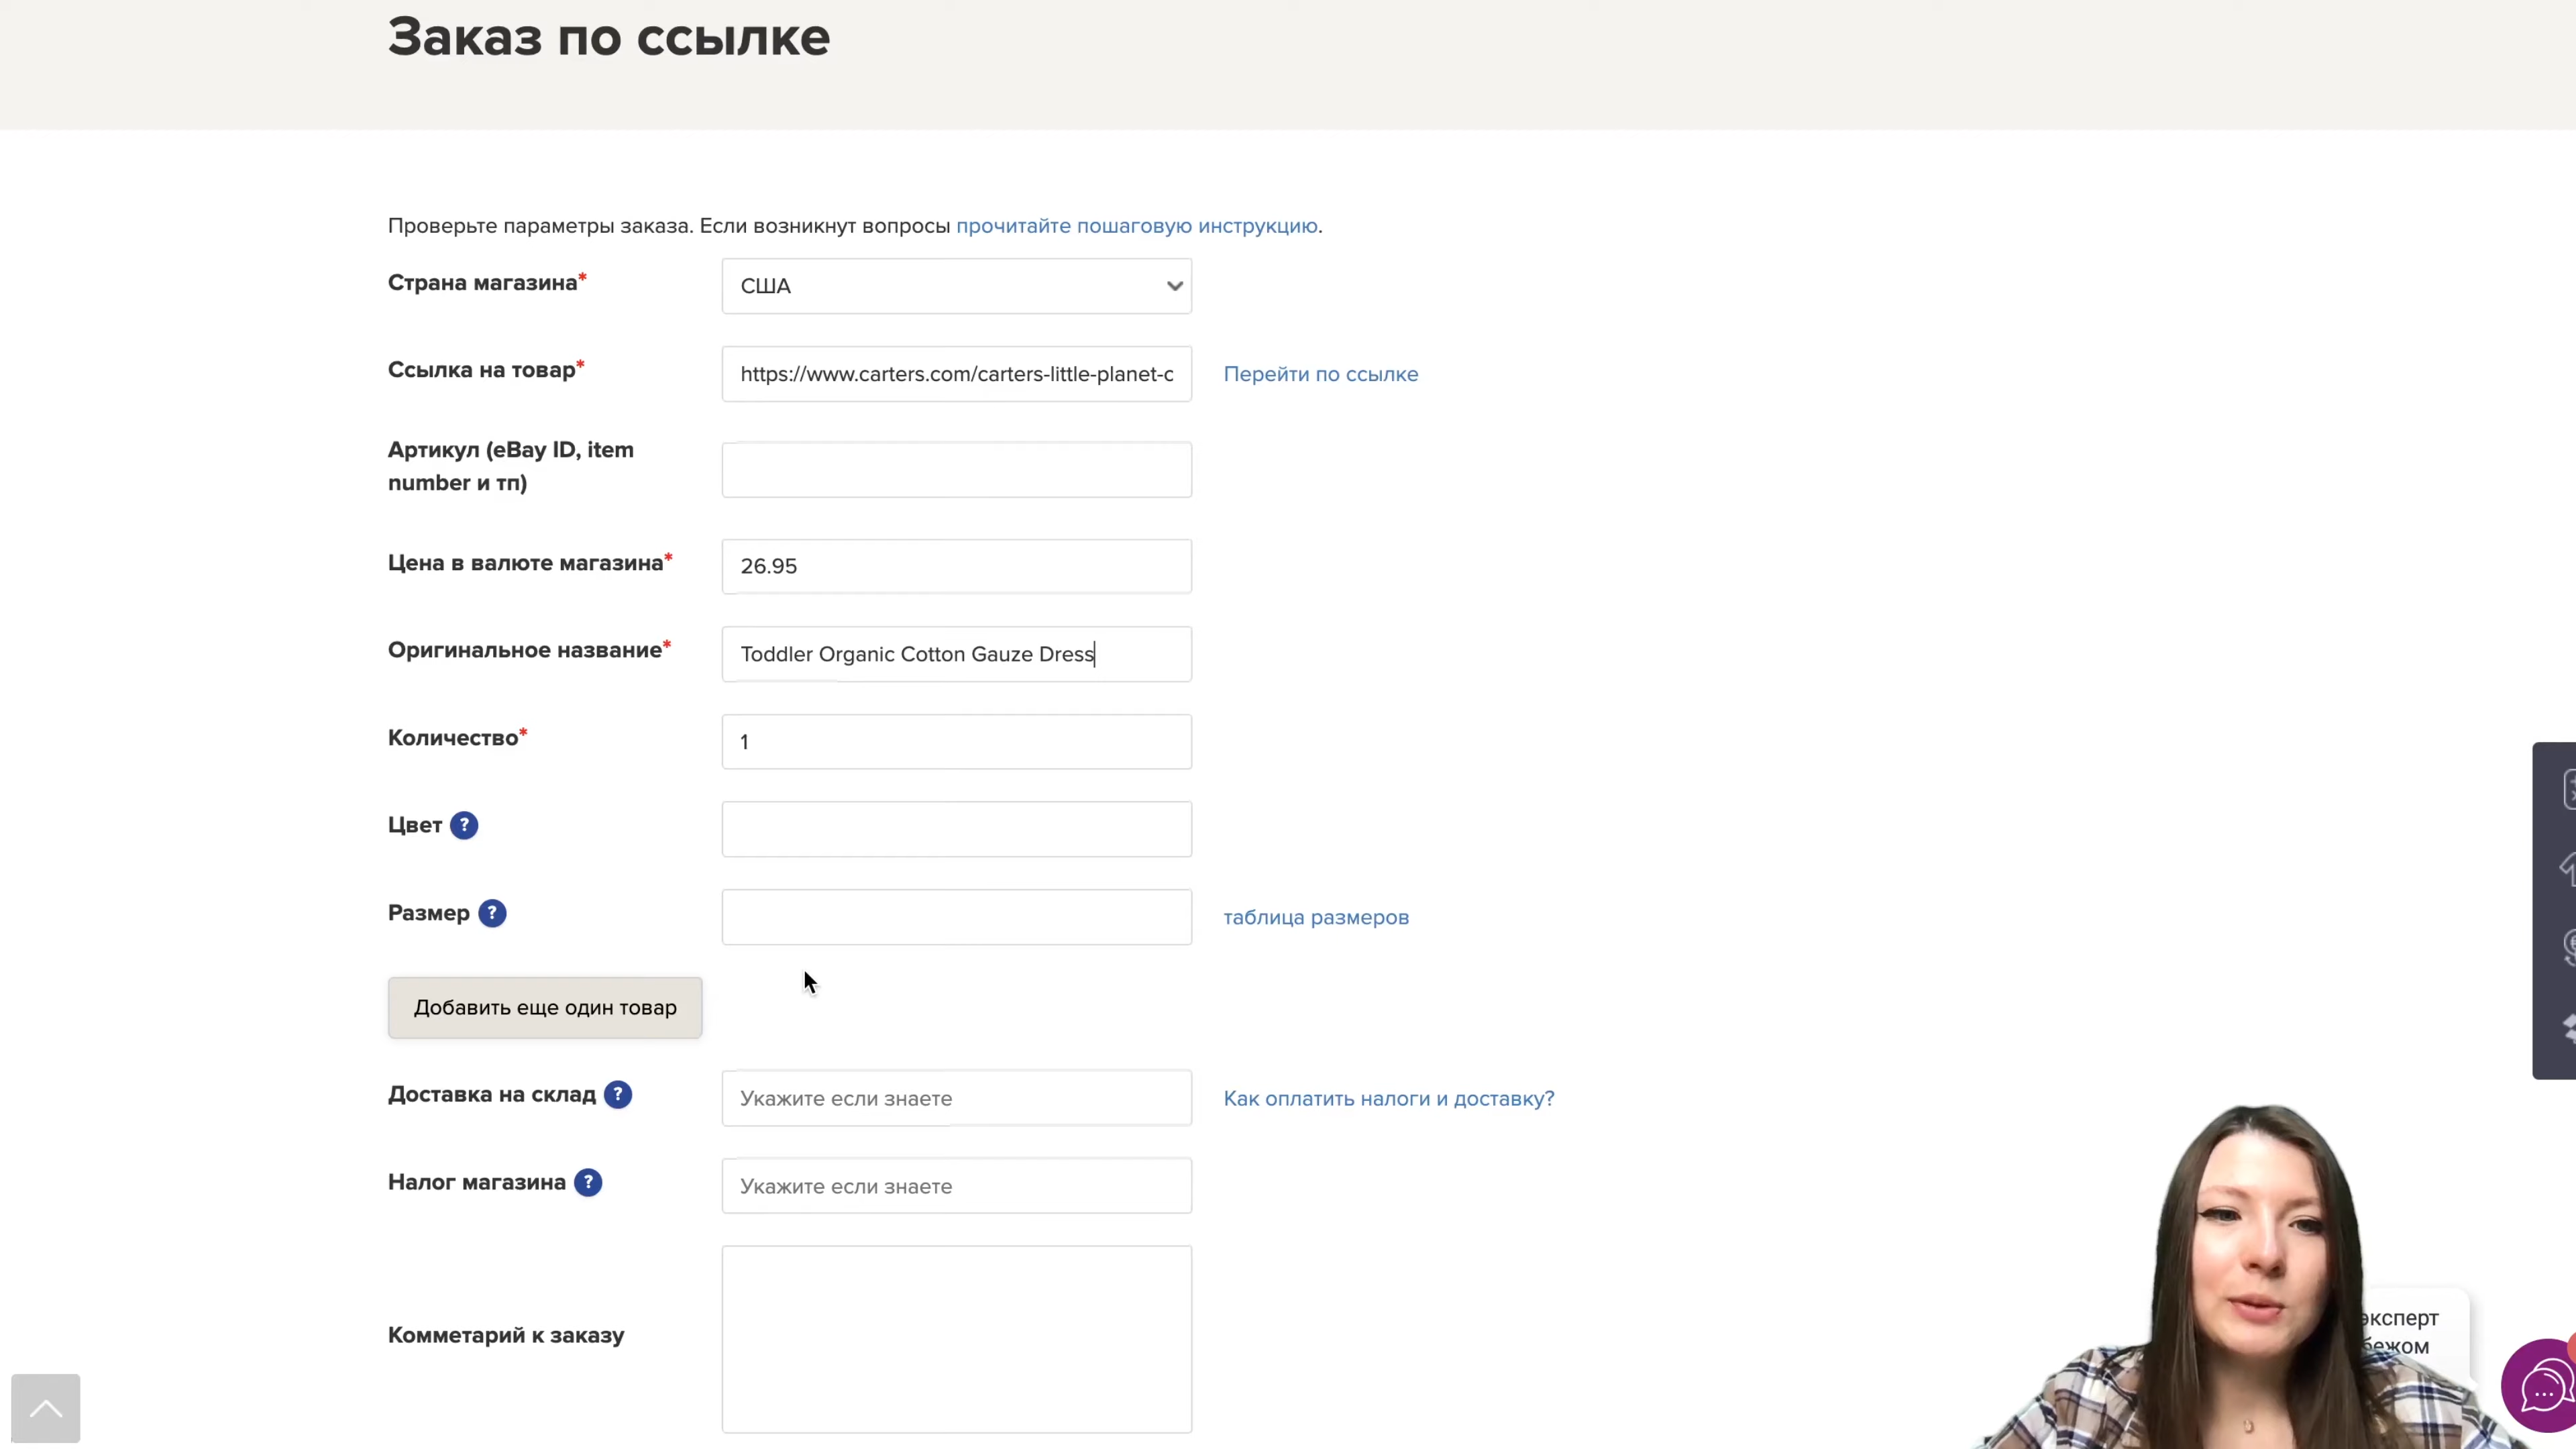 Заказ по ссылке
Проверьте параметры заказа. Если возникнут вопросы прочитайте пошаговую инструкцию.
Страна магазина*
США
Ссылка на товар*
https://www.carters.com/carters-little-planet-c
Перейти по ссылке
Артикул (eBay ID, item
number и тп)
Цена в валюте магазина*
26.95
Оригинальное название*
Toddler Organic Cotton Gauze Dress
Количество*
1
Цвет ?
Размер ?
таблица размеров
Добавить еще один товар
Доставка на склад ?
Укажите если знаете
Как оплатить налоги и доставку?
Налог магазина ?
Укажите если знаете
Комметарий к заказу
эксперт
бежом